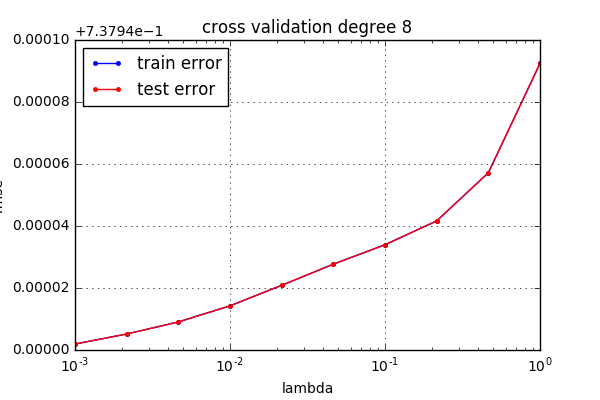 +7.3794e−1
cross validation degree 8
0.00010
0.00008
0.00006
0.00004
0.00002
0.00000
train error
test error
10^-3
10^-2
10^-1
10^0
lambda